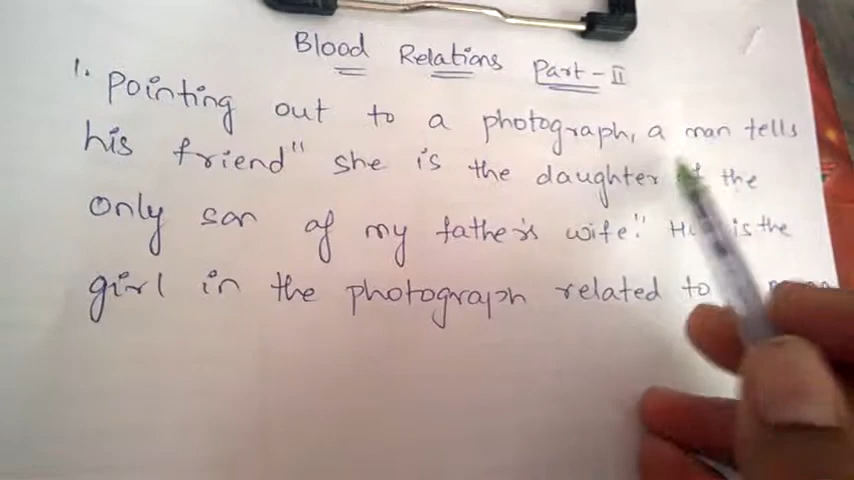 Blood Relations Part-II
1. Pointing out to a photograph, a man tells
his friend" she is the daughter the
only son of my father's wife." is the
girl in the photograph related to